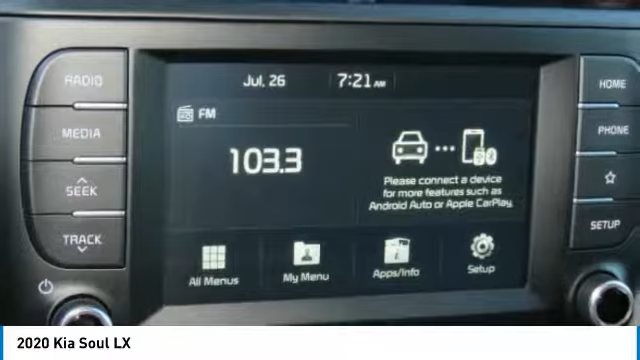 RADIO
MEDIA
SEEK
TRACK
Jul, 26
7:21 AM
FM
103.3
Please connect a device
for more features such as
Android Auto or Apple CarPlay.
All Menus
My Menu
Apps/Info
Setup
HOME
PHONE
SETUP
2020 Kia Soul LX